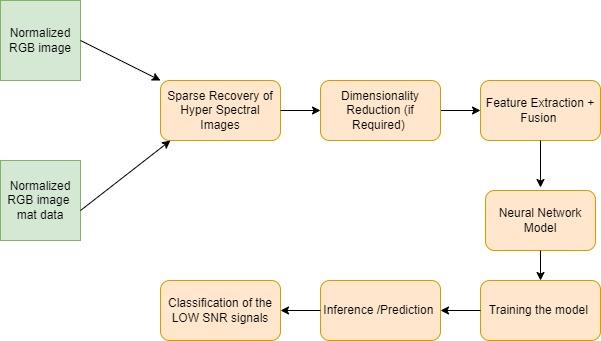 Normalized
RGB image
Sparse Recovery of
Hyper Spectral
Images
Dimensionality
Reduction (if
Required)
Feature Extraction +
Fusion
Normalized
RGB image
mat data
Neural Network
Model
Classification of the
LOW SNR signals
Inference /Prediction
Training the model